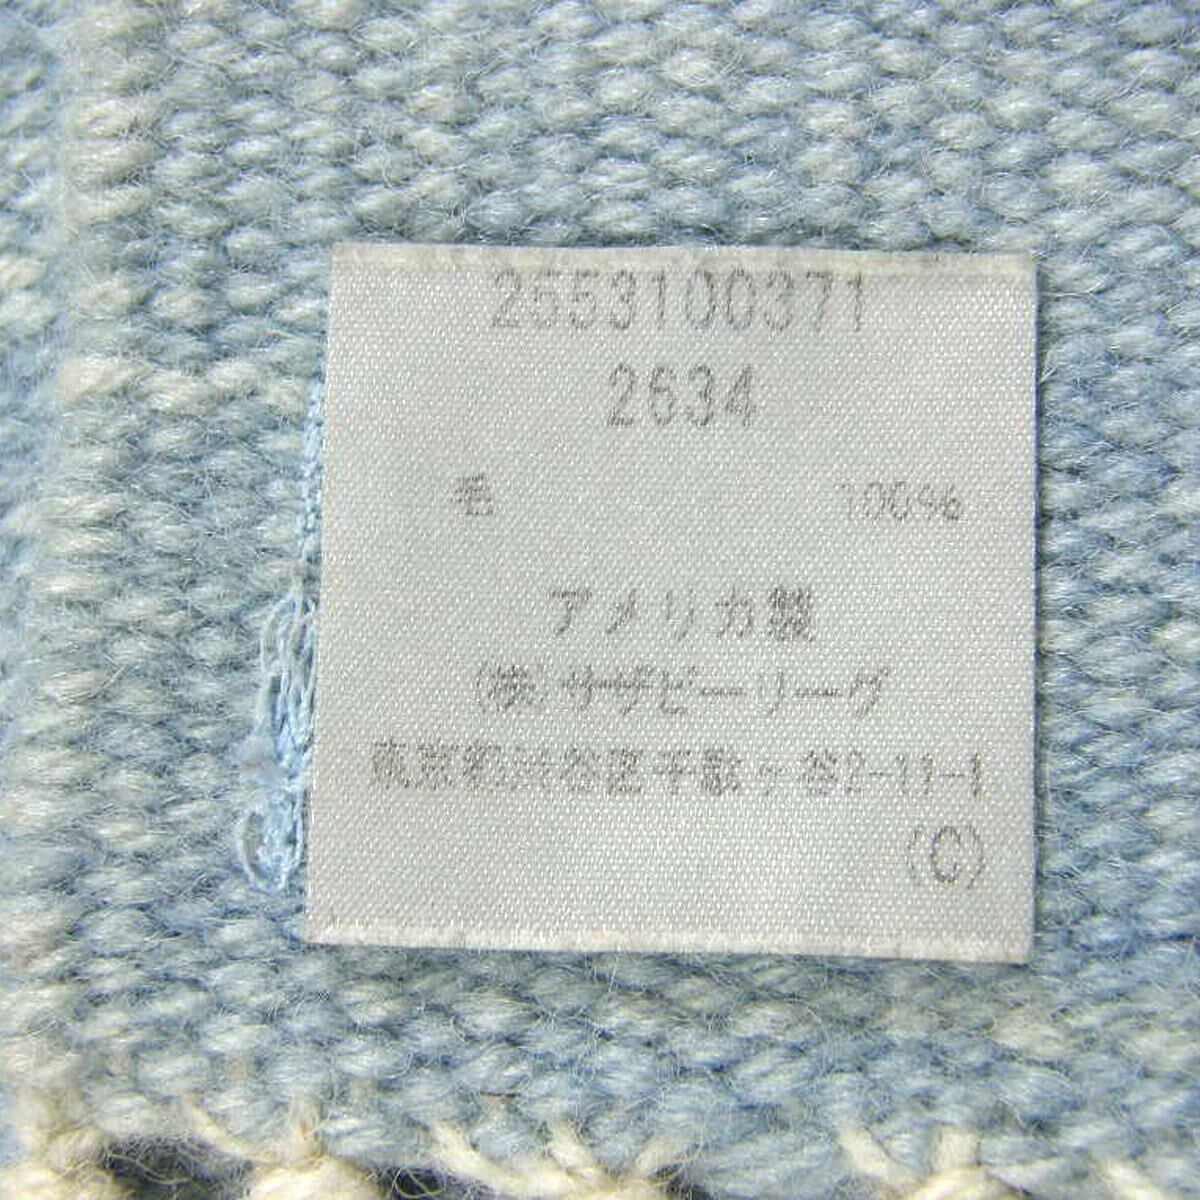 2553100371
2634
毛 100%
アメリカ製
(株)サザビーリーグ
東京都渋谷区千駄ヶ谷2-11-1
(C)